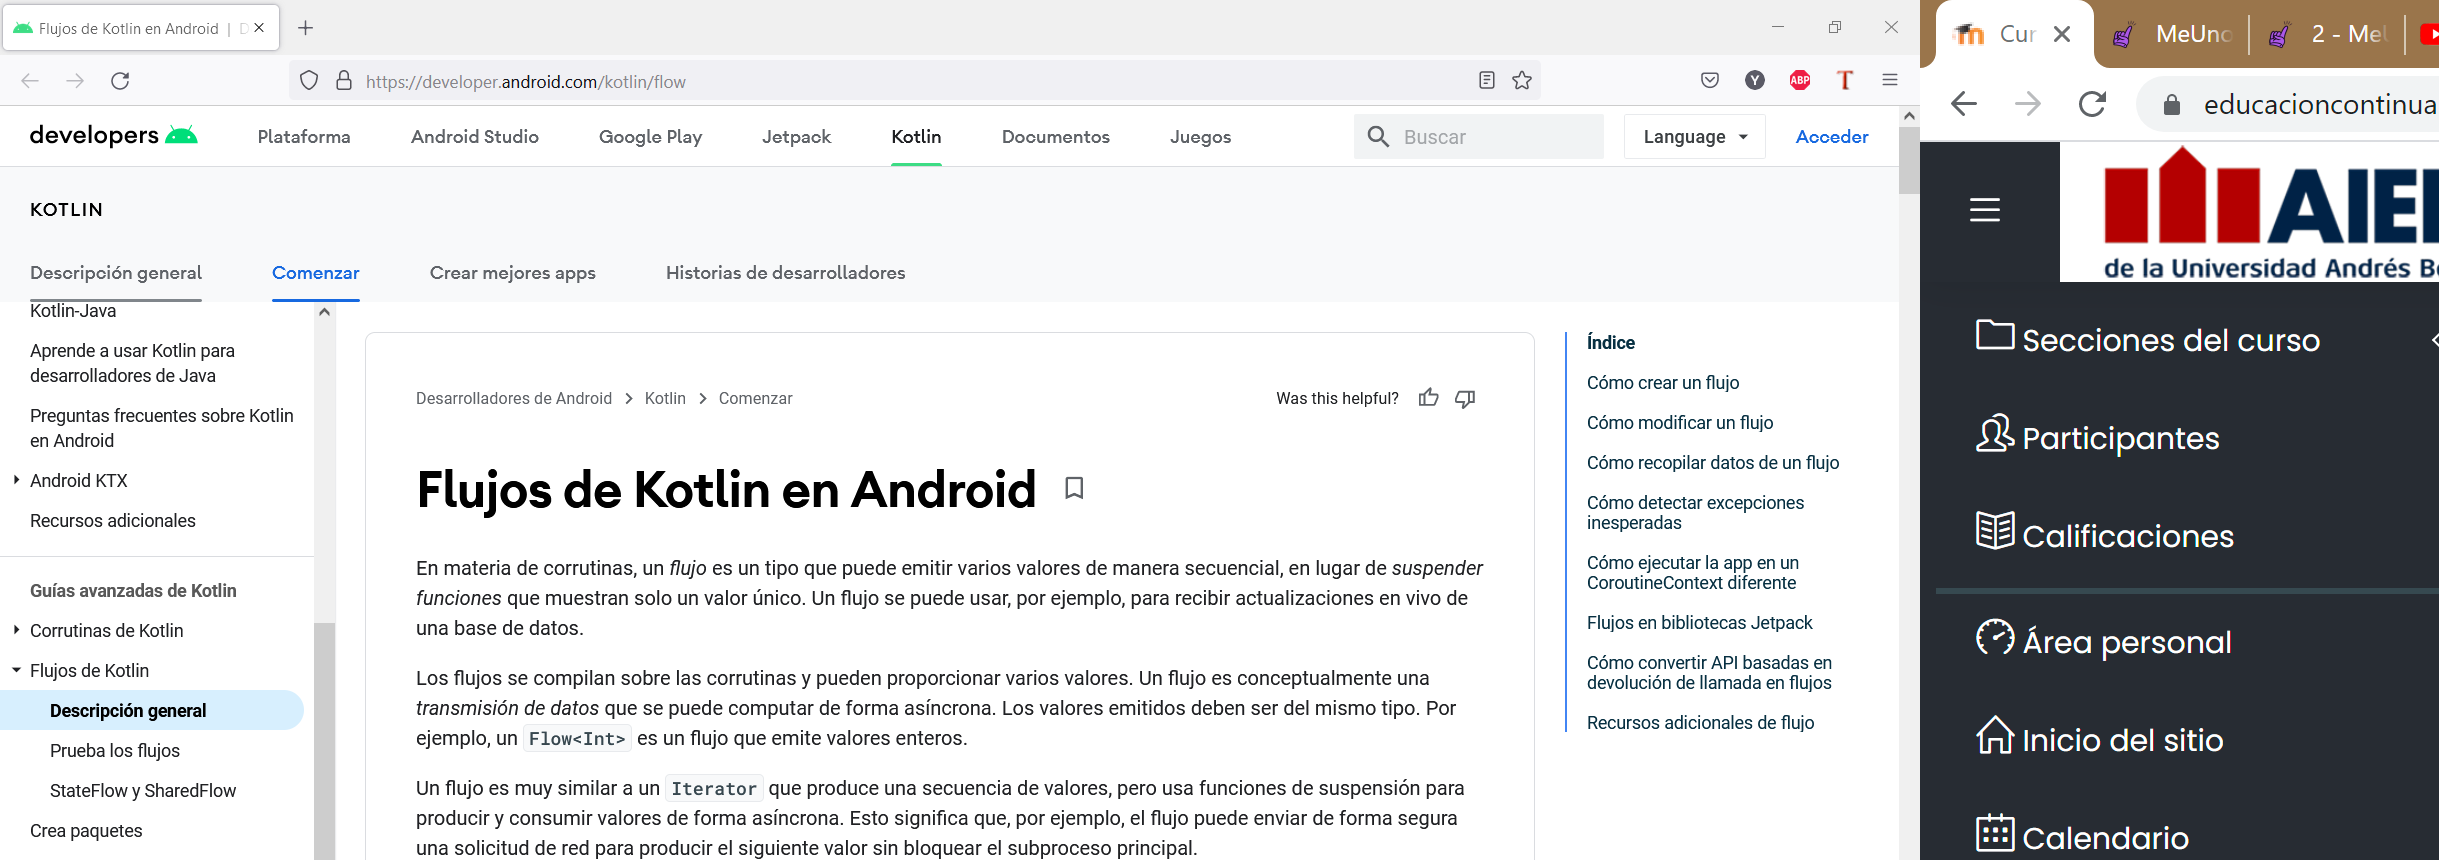 Flujos de Kotlin en Android | D
https://developer.android.com/kotlin/flow
ABP
developers
Plataforma
Android Studio
Google Play
Jetpack
Kotlin
Documentos
Juegos
Buscar
Language
Acceder
KOTLIN
Descripción general
Comenzar
Crear mejores apps
Historias de desarrolladores
Kotlin-Java
Aprende a usar Kotlin para
desarrolladores de Java
Preguntas frecuentes sobre Kotlin
en Android
Android KTX
Recursos adicionales
Guías avanzadas de Kotlin
Corrutinas de Kotlin
Flujos de Kotlin
Descripción general
Prueba los flujos
StateFlow y SharedFlow
Crea paquetes
Desarrolladores de Android > Kotlin > Comenzar
Was this helpful?
Flujos de Kotlin en Android
En materia de corrutinas, un flujo es un tipo que puede emitir varios valores de manera secuencial, en lugar de suspender
funciones que muestran solo un valor único. Un flujo se puede usar, por ejemplo, para recibir actualizaciones en vivo de
una base de datos.
Los flujos se compilan sobre las corrutinas y pueden proporcionar varios valores. Un flujo es conceptualmente una
transmisión de datos que se puede computar de forma asíncrona. Los valores emitidos deben ser del mismo tipo. Por
ejemplo, un Flow<Int> es un flujo que emite valores enteros.
Un flujo es muy similar a un Iterator que produce una secuencia de valores, pero usa funciones de suspensión para
producir y consumir valores de forma asíncrona. Esto significa que, por ejemplo, el flujo puede enviar de forma segura
una solicitud de red para producir el siguiente valor sin bloquear el subproceso principal.
Índice
Cómo crear un flujo
Cómo modificar un flujo
Cómo recopilar datos de un flujo
Cómo detectar excepciones
inesperadas
Cómo ejecutar la app en un
CoroutineContext diferente
Flujos en bibliotecas Jetpack
Cómo convertir API basadas en
devolución de llamada en flujos
Recursos adicionales de flujo
Cur
MeUno
2 - Me
educacioncontinua
AIE
de la Universidad Andrés Be
Secciones del curso
Participantes
Calificaciones
Área personal
Inicio del sitio
Calendario